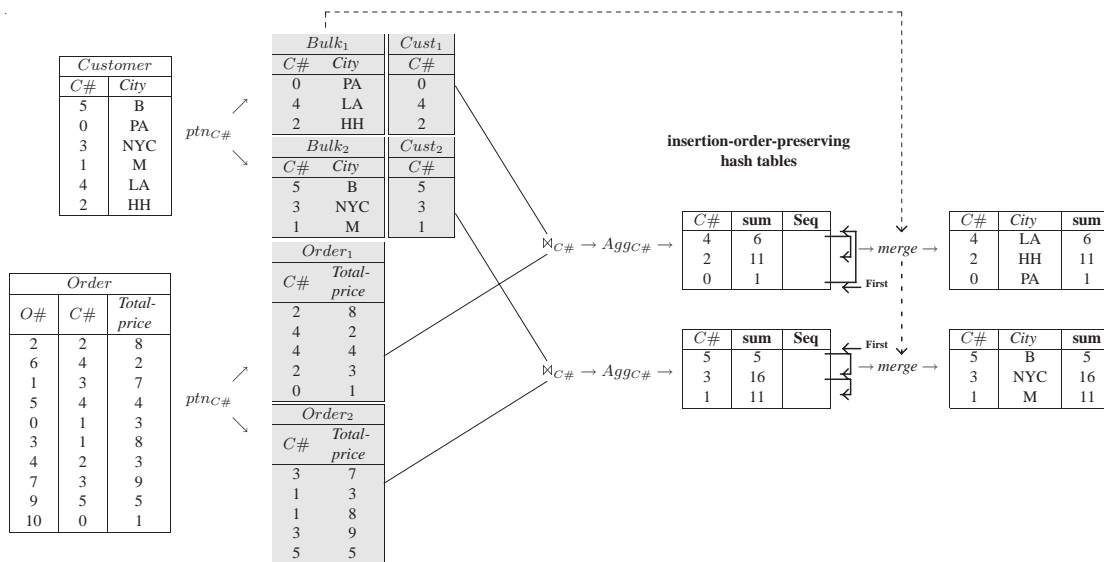 Customer
C# City
5 B
0 PA
3 NYC
1 M
4 LA
2 HH
Order
O# C# Total-price
2 2 8
6 4 2
1 3 7
5 4 4
0 1 3
3 1 8
4 2 3
7 3 9
9 5 5
10 0 1
ptn C#
ptn C#
Bulk1 Cust1
C# City C#
0 PA 0
4 LA 4
2 HH 2
Bulk2 Cust2
C# City C#
5 B 5
3 NYC 3
1 M 1
Order1
C# Total-price
2 8
4 2
4 4
2 3
0 1
Order2
C# Total-price
3 7
1 3
1 8
3 9
5 5
insertion-order-preserving
hash tables
⋈C# → AggC# →
C# sum Seq
4 6
2 11
0 1
First
→ merge →
C# City sum
4 LA 6
2 HH 11
0 PA 1
⋈C# → AggC# →
C# sum Seq
5 5
3 16
1 11
First
→ merge →
C# City sum
5 B 5
3 NYC 16
1 M 11